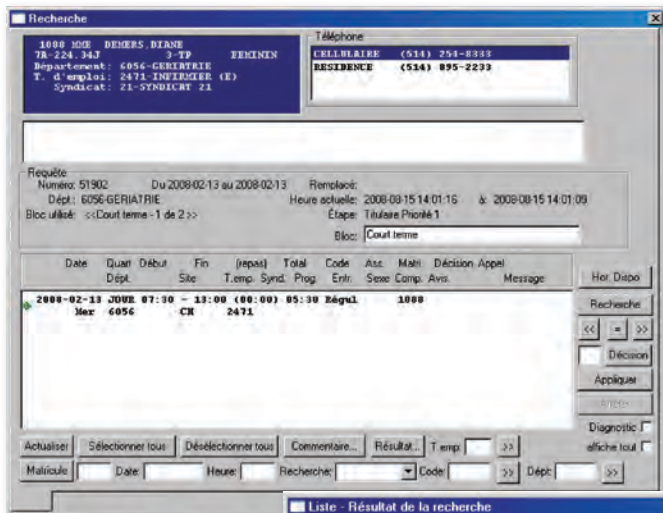 Recherche
1088 MME DEMERS,DIANE
7A-224.34J 3-TP FEMININ
Département: 6056-GERIATRIE
T. d'emploi: 2471-INFIRMIER (E)
Syndicat: 21-SYNDICAT 21
Téléphone
CELLULAIRE (514) 254-8333
RESIDENCE (514) 895-2233
Requête
Numéro: 51902 Du 2008-02-13 au 2008-02-13 Remplacé:
Dépt.: 6056-GERIATRIE Heure actuelle: 2008-08-15 14:01:16 à: 2008-08-15 14:01:09
Bloc utilisé: <<Court terme - 1 de 2 >> Étape: Titulaire Priorité 1
Bloc: Court terme
Date Quart Début Fin (repas) Total Code Ass. Matri Décision Appel
Dépt. Site T.emp. Synd. Prog. Entr. Sexe Comp. Avis. Message
2008-02-13 JOUR 07:30 - 13:00 (00:00) 05:30 Régul 1088
Mer 6056 CH 2471
Hor. Dispo
Recherche
<< = >>
Décision
Appliquer
Diagnostic
affiche tout
Actualiser Sélectionner tous Désélectionner tous Commentaire... Résultat... T emp: >>
Matricule Date: Heure: Recherche: Code: >> Dépt: >>
Liste - Résultat de la recherche